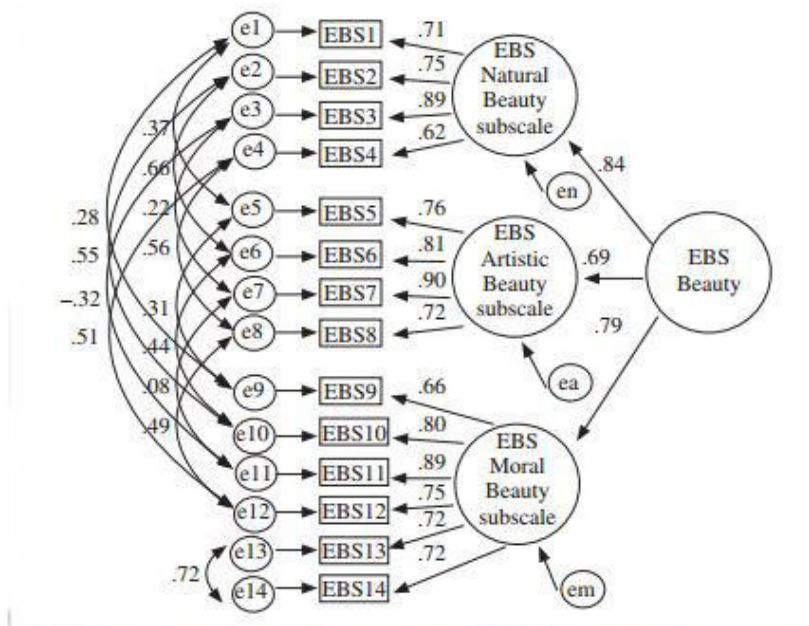 e1 EBS1 .71
e2 EBS2 .75
e3 EBS3 .89
e4 EBS4 .62
EBS
Natural
Beauty
subscale
en
.84
.37
.66
.22
.56
.28
.55
–.32
.51
e5 EBS5 .76
e6 EBS6 .81
e7 EBS7 .90
e8 EBS8 .72
EBS
Artistic
Beauty
subscale
ea
.69
EBS
Beauty
.79
.31
.44
.08
.49
e9 EBS9 .66
e10 EBS10 .80
e11 EBS11 .89
e12 EBS12 .75
e13 EBS13 .72
e14 EBS14 .72
.72
EBS
Moral
Beauty
subscale
em